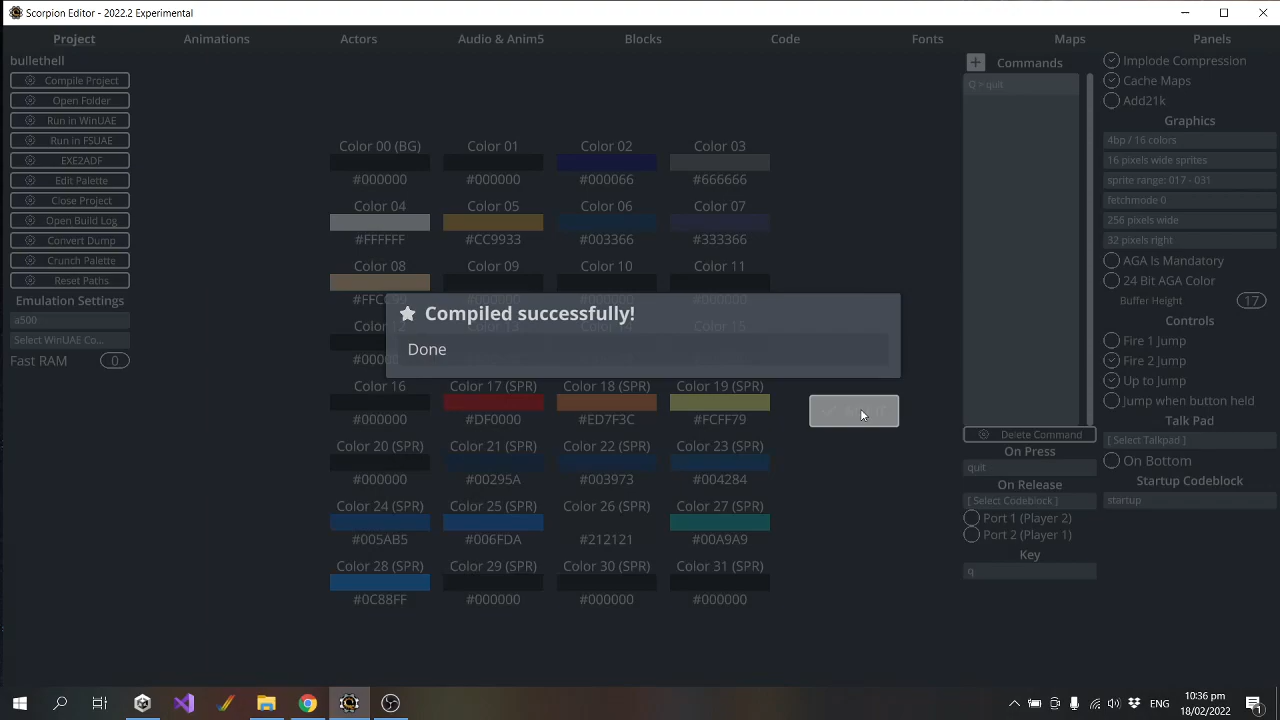 Scorpion Editor - 2022.2 Experimental
Project Animations Actors Audio & Anim5 Blocks Code Fonts Maps Panels
bullethell
Compile Project
Open Folder
Run in WinUAE
Run in FSUAE
EXE2ADF
Edit Palette
Close Project
Open Build Log
Convert Dump
Crunch Palette
Reset Paths
Emulation Settings
a500
Select WinUAE Co...
Fast RAM 0
Color 00 (BG) Color 01 Color 02 Color 03
#000000 #000000 #000066 #666666
Color 04 Color 05 Color 06 Color 07
#FFFFFF #CC9933 #003366 #333366
Color 08 Color 09 Color 10 Color 11
#FFCC99 #000000 #000000 #000000
Compiled successfully!
Done
Color 16 Color 17 (SPR) Color 18 (SPR) Color 19 (SPR)
#000000 #DF0000 #ED7F3C #FCFF79
Color 20 (SPR) Color 21 (SPR) Color 22 (SPR) Color 23 (SPR)
#000000 #00295A #003973 #004284
Color 24 (SPR) Color 25 (SPR) Color 26 (SPR) Color 27 (SPR)
#005AB5 #006FDA #212121 #00A9A9
Color 28 (SPR) Color 29 (SPR) Color 30 (SPR) Color 31 (SPR)
#0C88FF #000000 #000000 #000000
+ Commands
Q > quit
Delete Command
On Press
quit
On Release
[ Select Codeblock ]
Port 1 (Player 2)
Port 2 (Player 1)
Key
q
Implode Compression
Cache Maps
Add21k
Graphics
4bp / 16 colors
16 pixels wide sprites
sprite range: 017 - 031
fetchmode 0
256 pixels wide
32 pixels right
AGA Is Mandatory
24 Bit AGA Color
Buffer Height 17
Controls
Fire 1 Jump
Fire 2 Jump
Up to Jump
Jump when button held
Talk Pad
[ Select Talkpad ]
On Bottom
Startup Codeblock
startup
ENG
10:36 pm
18/02/2022